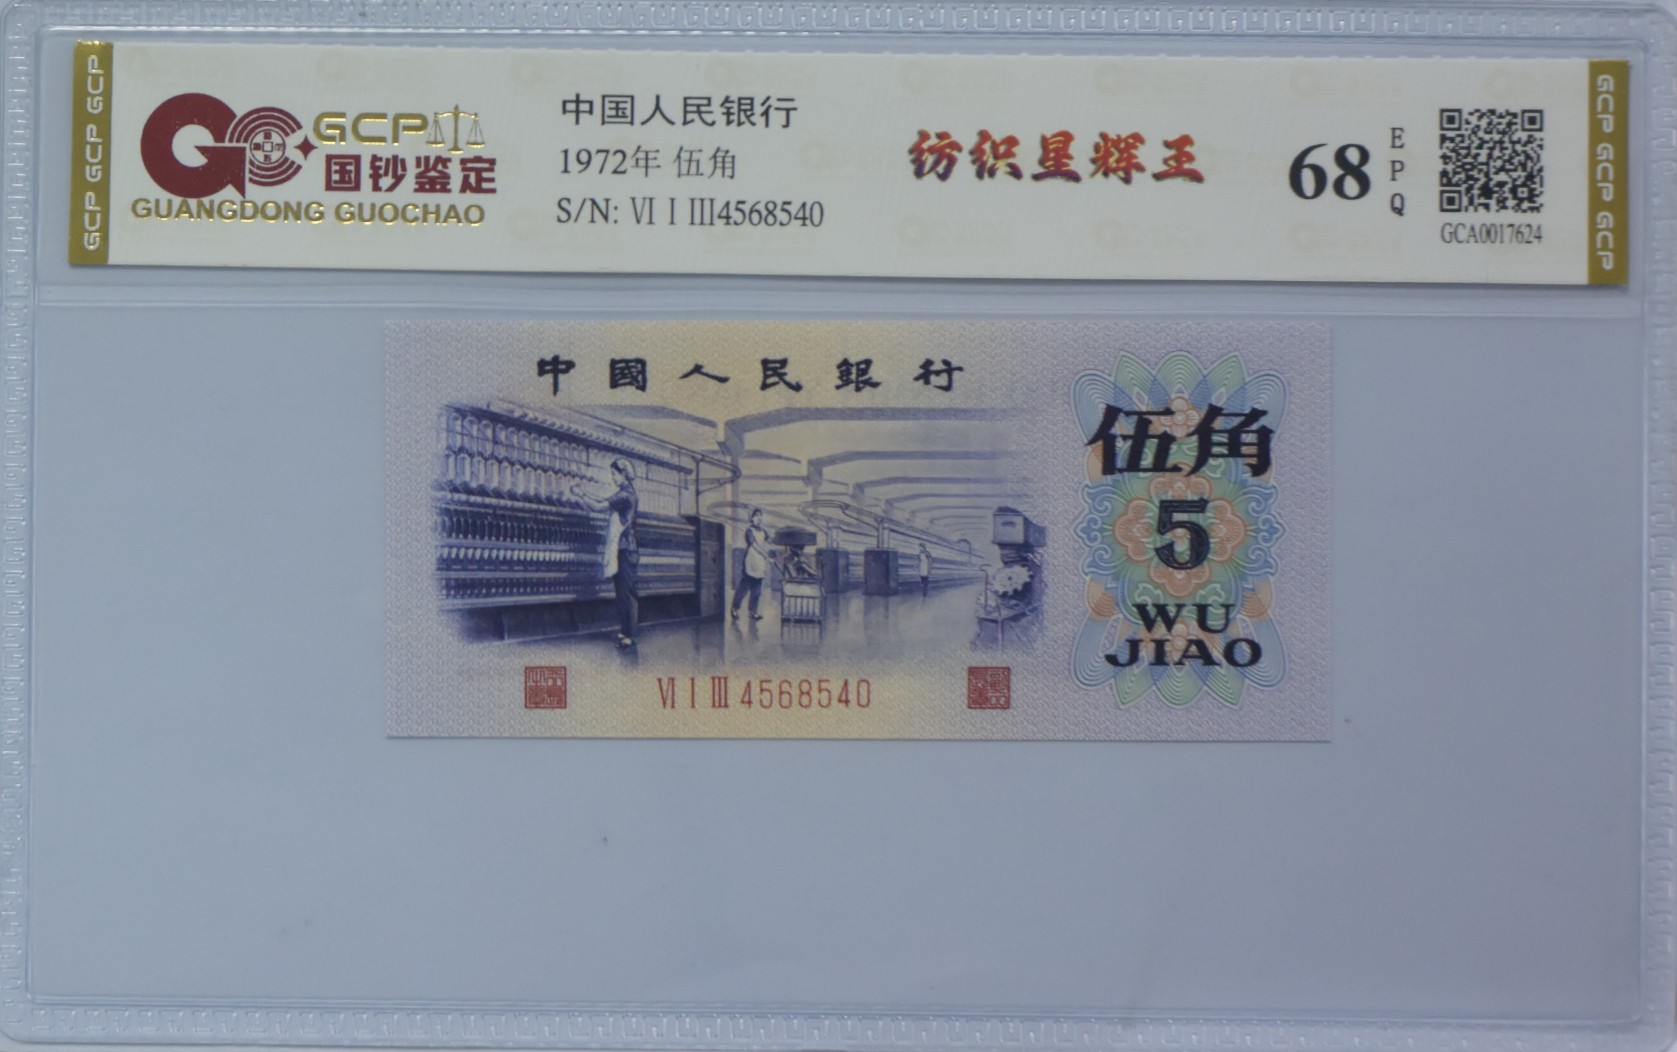 GCP GCP GCP
GCP
国钞鉴定
GUANGDONG GUOCHAO
中国人民银行
1972年 伍角
S/N: Ⅵ Ⅰ Ⅲ4568540
纺织星辉王
68
EPQ
GCA0017624
GCP GCP GCP
中國人民銀行
伍角
5
WU
JIAO
Ⅵ Ⅰ Ⅲ 4568540